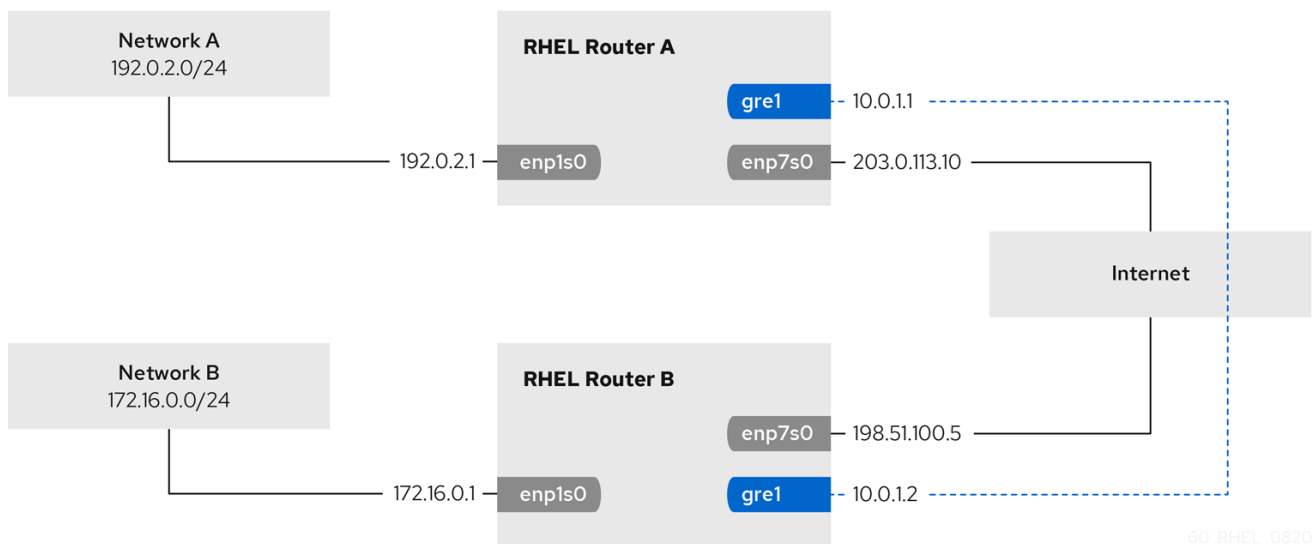 Network A
192.0.2.0/24
RHEL Router A
gre1
10.0.1.1
192.0.2.1
enp1s0
enp7s0
203.0.113.10
Internet
Network B
172.16.0.0/24
RHEL Router B
enp7s0
198.51.100.5
172.16.0.1
enp1s0
gre1
10.0.1.2
60_RHEL_0820